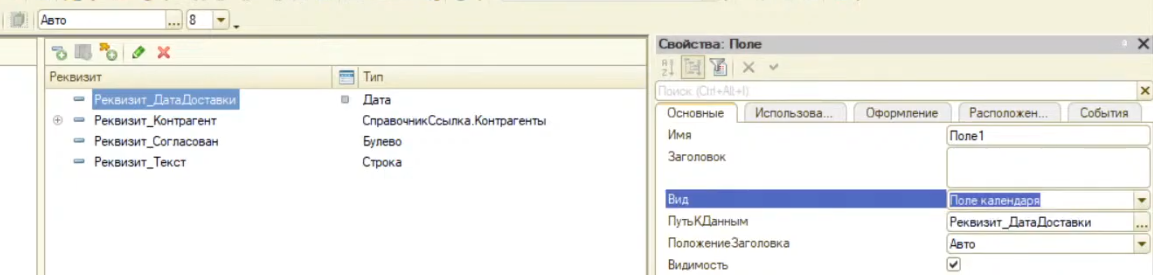 Авто ... 8
Свойства: Поле
Реквизит Тип
Реквизит_ДатаДоставки Дата
Реквизит_Контрагент СправочникСсылка.Контрагенты
Реквизит_Согласован Булево
Реквизит_Текст Строка
Поиск (Ctrl+Alt+I)
Основные Использова... Оформление Расположен... События
Имя Поле1
Заголовок
Вид Поле календаря
ПутьКДанным Реквизит_ДатаДоставки ...
ПоложениеЗаголовка Авто
Видимость